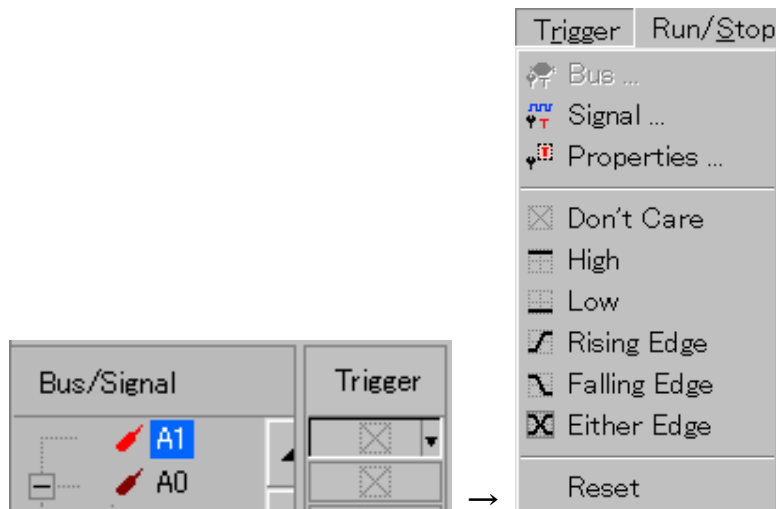 Bus/Signal
Trigger
A1
A0
→
Trigger Run/Stop
Bus ...
Signal ...
Properties ...
Don't Care
High
Low
Rising Edge
Falling Edge
Either Edge
Reset